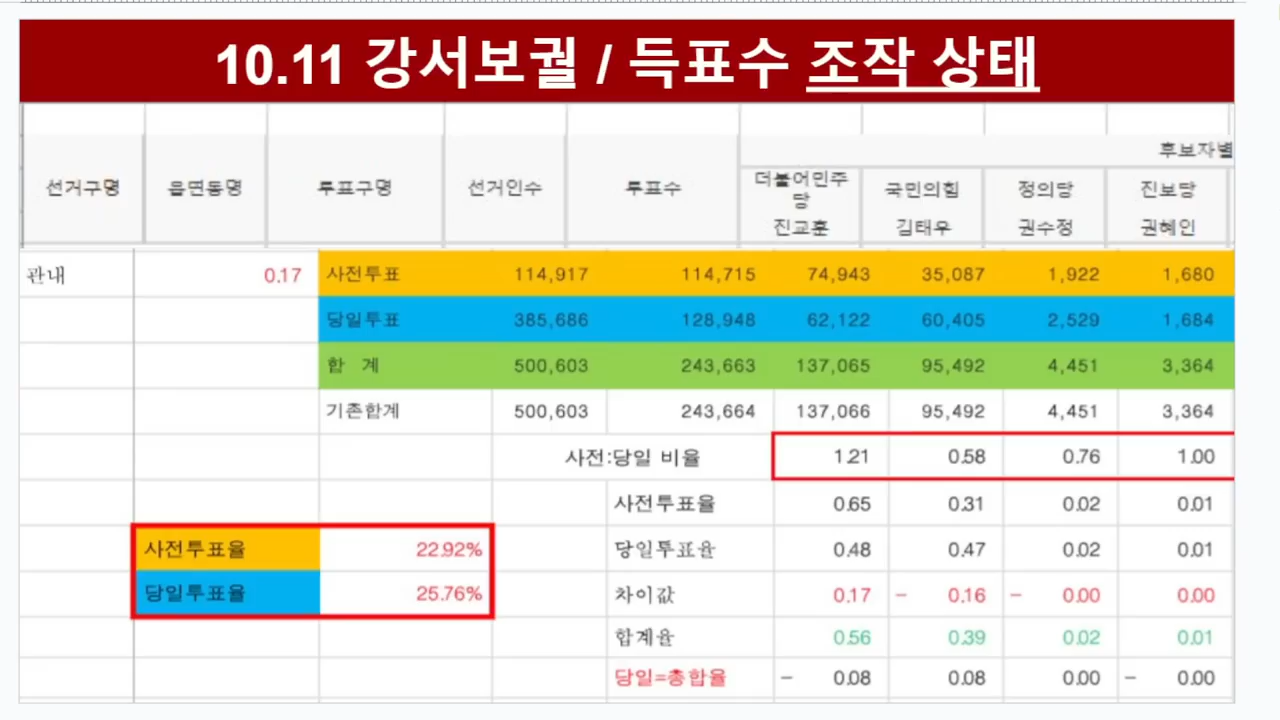 10.11 강서보궐 / 득표수 조작 상태
후보자별
선거구명 읍면동명 투표구명 선거인수 투표수 더불어민주당 진교훈 국민의힘 김태우 정의당 권수정 진보당 권혜인
관내 0.17 사전투표 114,917 114,715 74,943 35,087 1,922 1,680
당일투표 385,686 128,948 62,122 60,405 2,529 1,684
합 계 500,603 243,663 137,065 95,492 4,451 3,364
기존합계 500,603 243,664 137,066 95,492 4,451 3,364
사전:당일 비율 1.21 0.58 0.76 1.00
사전투표율 0.65 0.31 0.02 0.01
사전투표율 22.92% 당일투표율 0.48 0.47 0.02 0.01
당일투표율 25.76% 차이값 0.17 - 0.16 - 0.00 0.00
합계율 0.56 0.39 0.02 0.01
당일=총합율 - 0.08 0.08 0.00 - 0.00